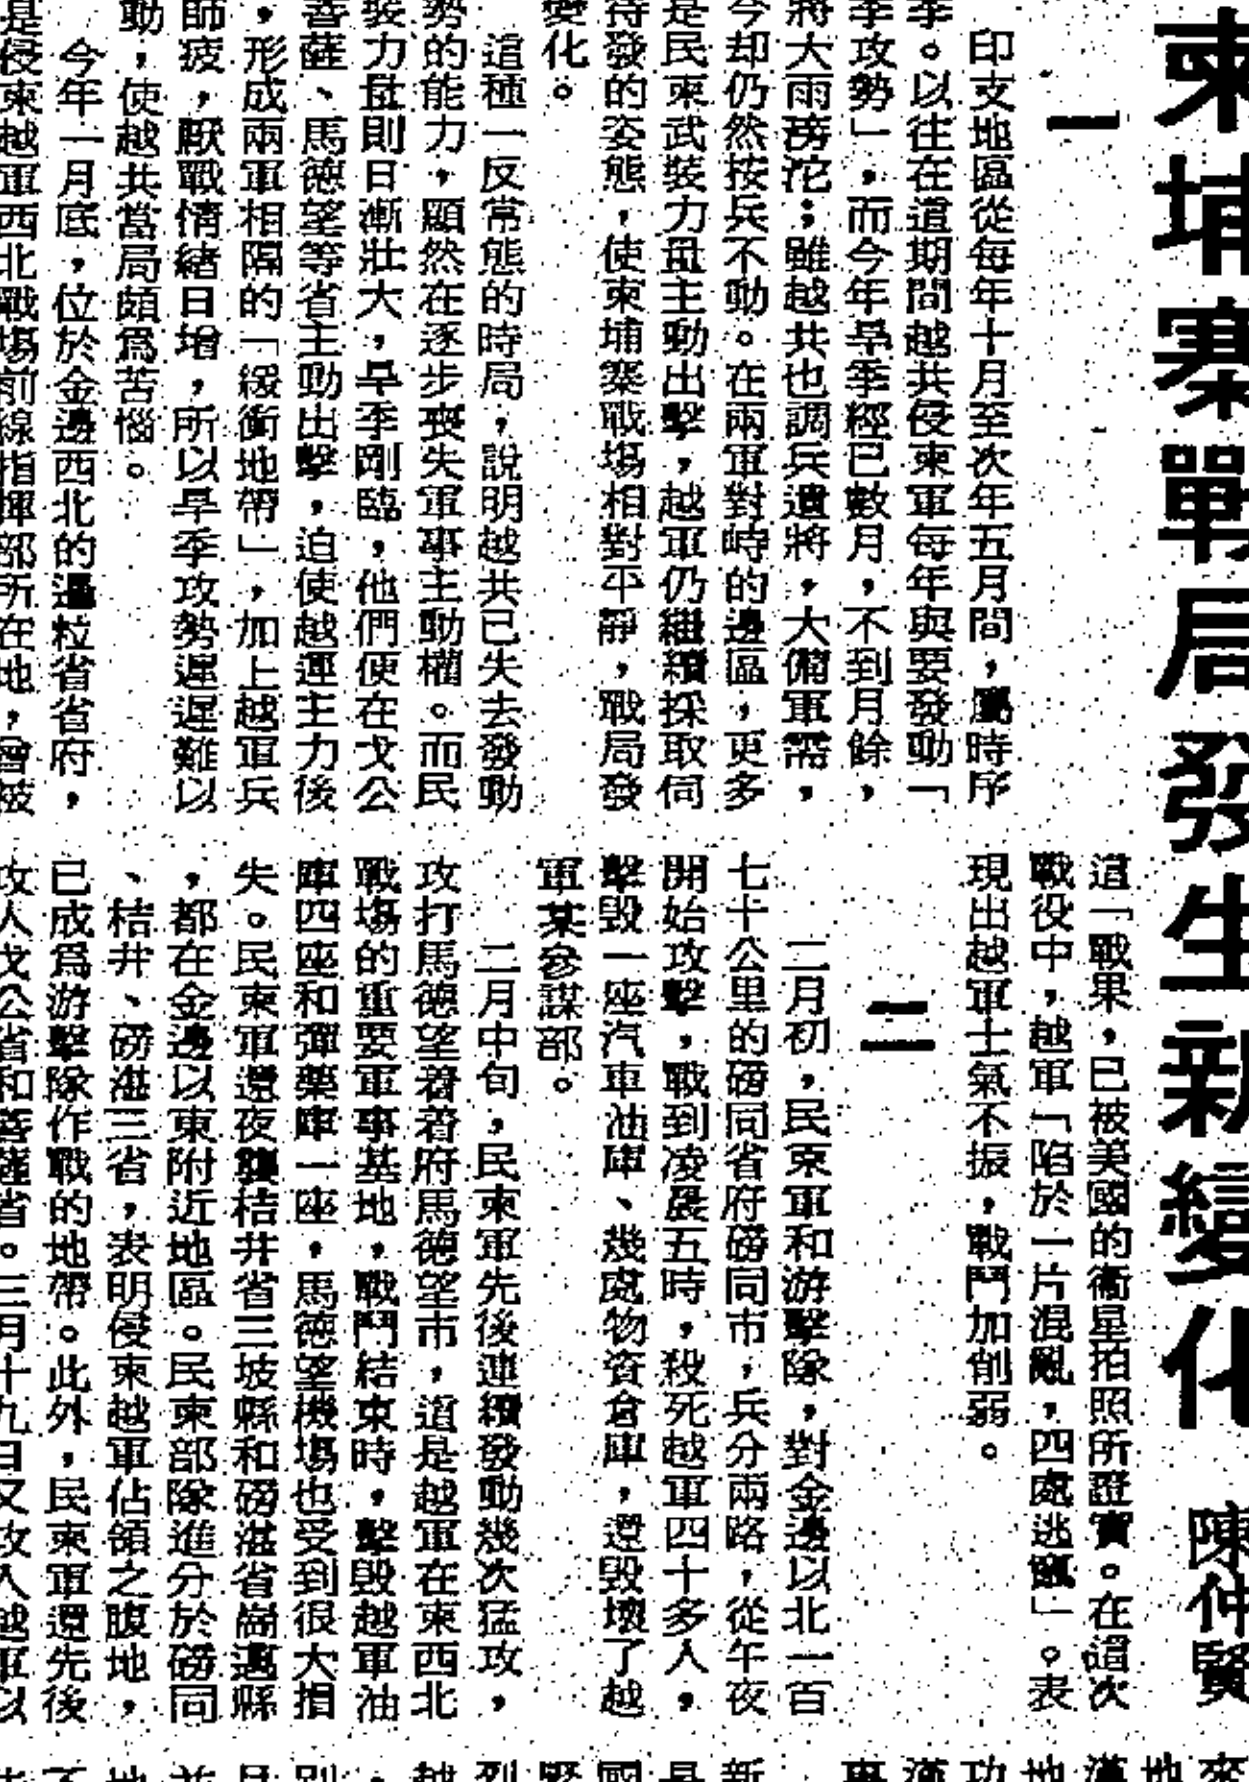 柬埔寨戰局發生新變化
陳仲賢
一
印支地區從每年十月至次年五月間，屬時序
季。以往在這期間越共侵柬軍每年與要發動「
季攻勢」，而今年旱季經已數月，不到月餘，
將大雨滂沱；雖越共也調兵遣將，大備軍需，
今却仍然按兵不動。在兩軍對峙的邊區，更多
是民柬武裝力量主動出擊，越軍仍繼續採取伺
待發的姿態，使柬埔寨戰場相對平靜，戰局發
變化。
這種一反常態的時局，說明越共已失去發動
勢的能力，顯然在逐步喪失軍事主動權。而民
裝力量則日漸壯大，旱季剛臨，他們便在戈公
菩薩、馬德望等省主動出擊，迫使越運主力後
，形成兩軍相隔的「緩衝地帶」，加上越軍兵
師疲，厭戰情緒日增，所以旱季攻勢遲遲難以
動，使越共當局頗爲苦惱。
今年一月底，位於金邊西北的暹粒省省府，
是侵柬越軍西北戰場前線指揮部所在地，曾被
這「戰果，已被美國的衞星拍照所證實。在這次
戰役中，越軍「陷於一片混亂，四處逃竄」。表
現出越軍士氣不振，戰鬥加削弱。
二
二月初，民柬軍和游擊隊，對金邊以北一百
七十公里的磅同省府磅同市，兵分兩路，從午夜
開始攻擊，戰到凌晨五時，殺死越軍四十多人，
擊毀一座汽車油庫、幾處物資倉庫，還毀壞了越
軍某參謀部。
二月中旬，民柬軍先後連續發動幾次猛攻，
攻打馬德望着着府馬德望市，這是越軍在柬西北
戰場的重要軍事基地，戰鬥結束時，擊毀越軍油
庫四座和彈藥庫一座，馬德望機場也受到很大損
失。民柬軍還夜襲桔井省三坡縣和磅湛省崗邁縣
，都在金邊以東附近地區。民柬部隊進分於磅同
、桔井、磅湛三省，表明侵柬越軍佔領之腹地，
已成爲游擊隊作戰的地帶。此外，民柬軍還先後
攻入戈公省和菩薩省。三月十九日又攻入越軍以